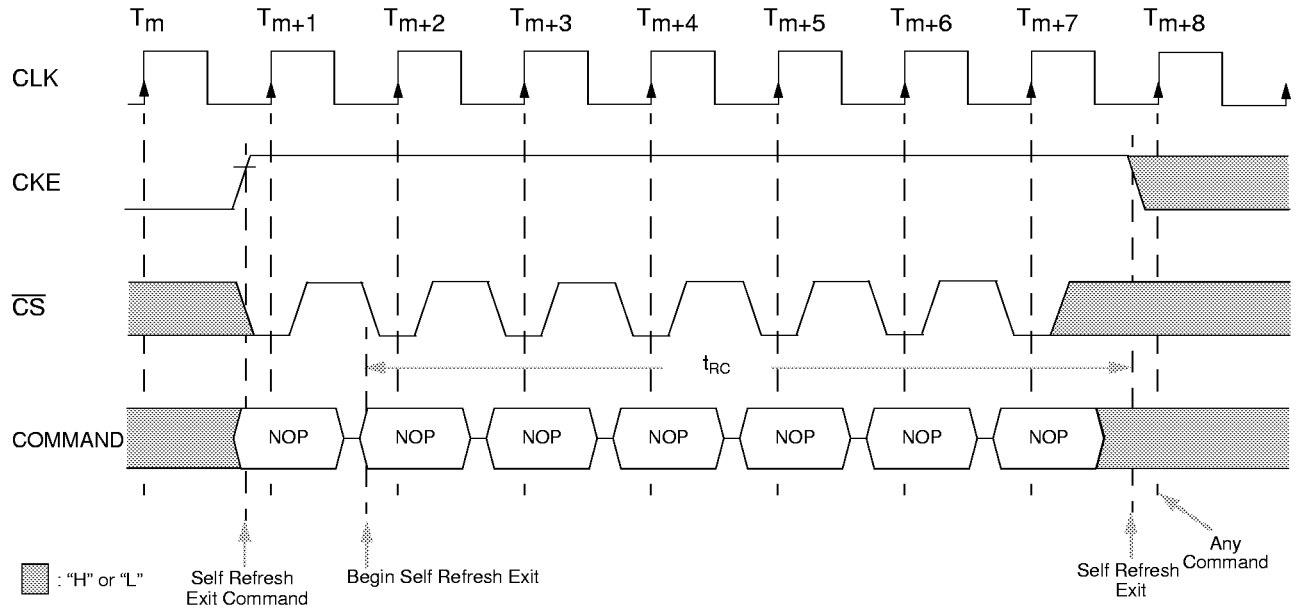 Tm Tm+1 Tm+2 Tm+3 Tm+4 Tm+5 Tm+6 Tm+7 Tm+8
CLK
CKE
CS
tRC
COMMAND NOP NOP NOP NOP NOP NOP NOP
: “H” or “L”
Self Refresh
Exit Command
Begin Self Refresh Exit
Self Refresh
Exit
Any
Command